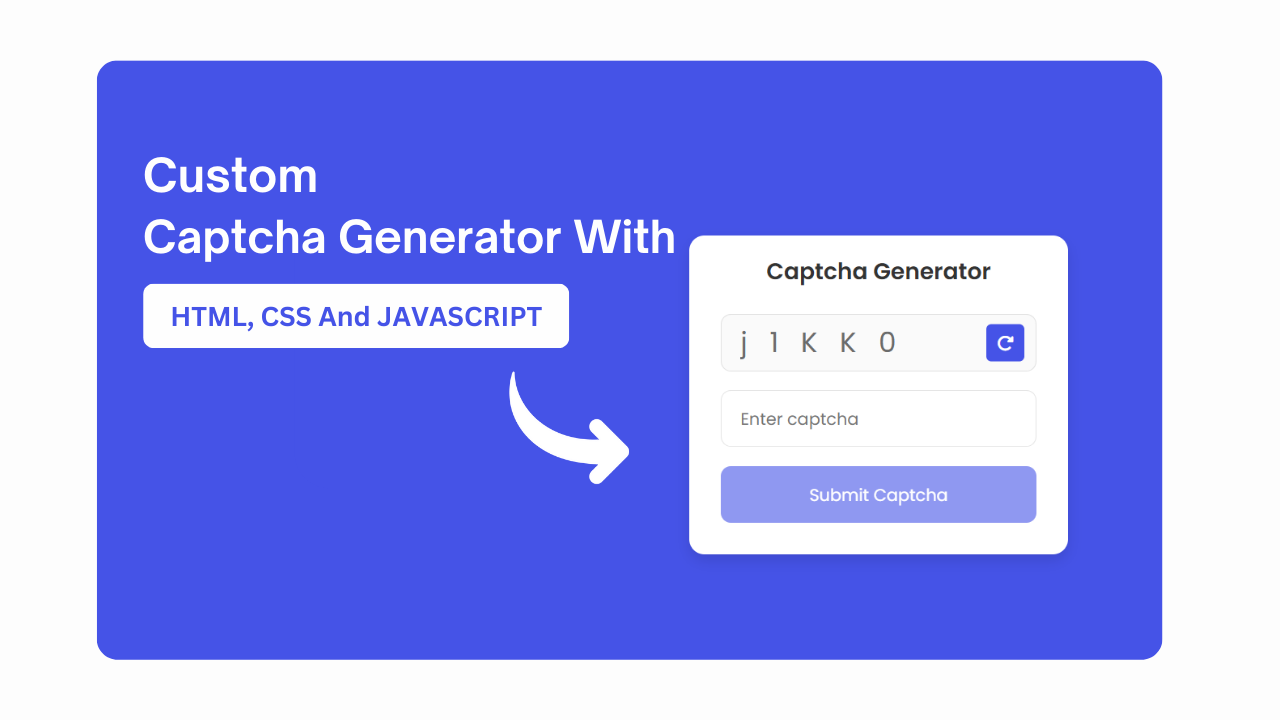 Custom
Captcha Generator With
HTML, CSS And JAVASCRIPT
Captcha Generator
j 1 K K 0
Enter captcha
Submit Captcha